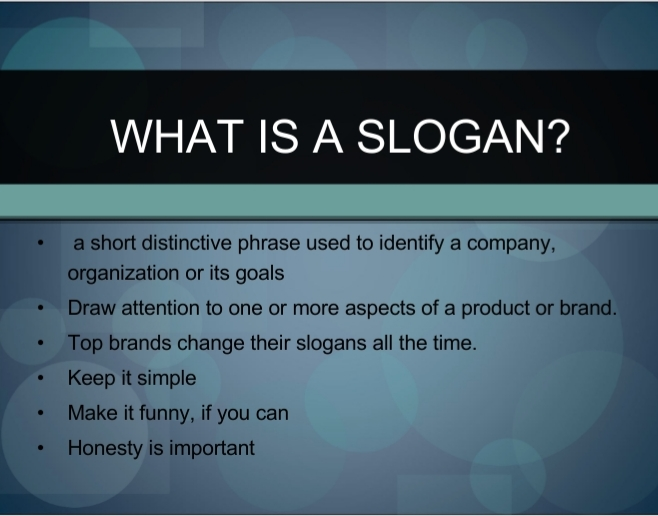 WHAT IS A SLOGAN?
• a short distinctive phrase used to identify a company,
organization or its goals
• Draw attention to one or more aspects of a product or brand.
• Top brands change their slogans all the time.
• Keep it simple
• Make it funny, if you can
• Honesty is important